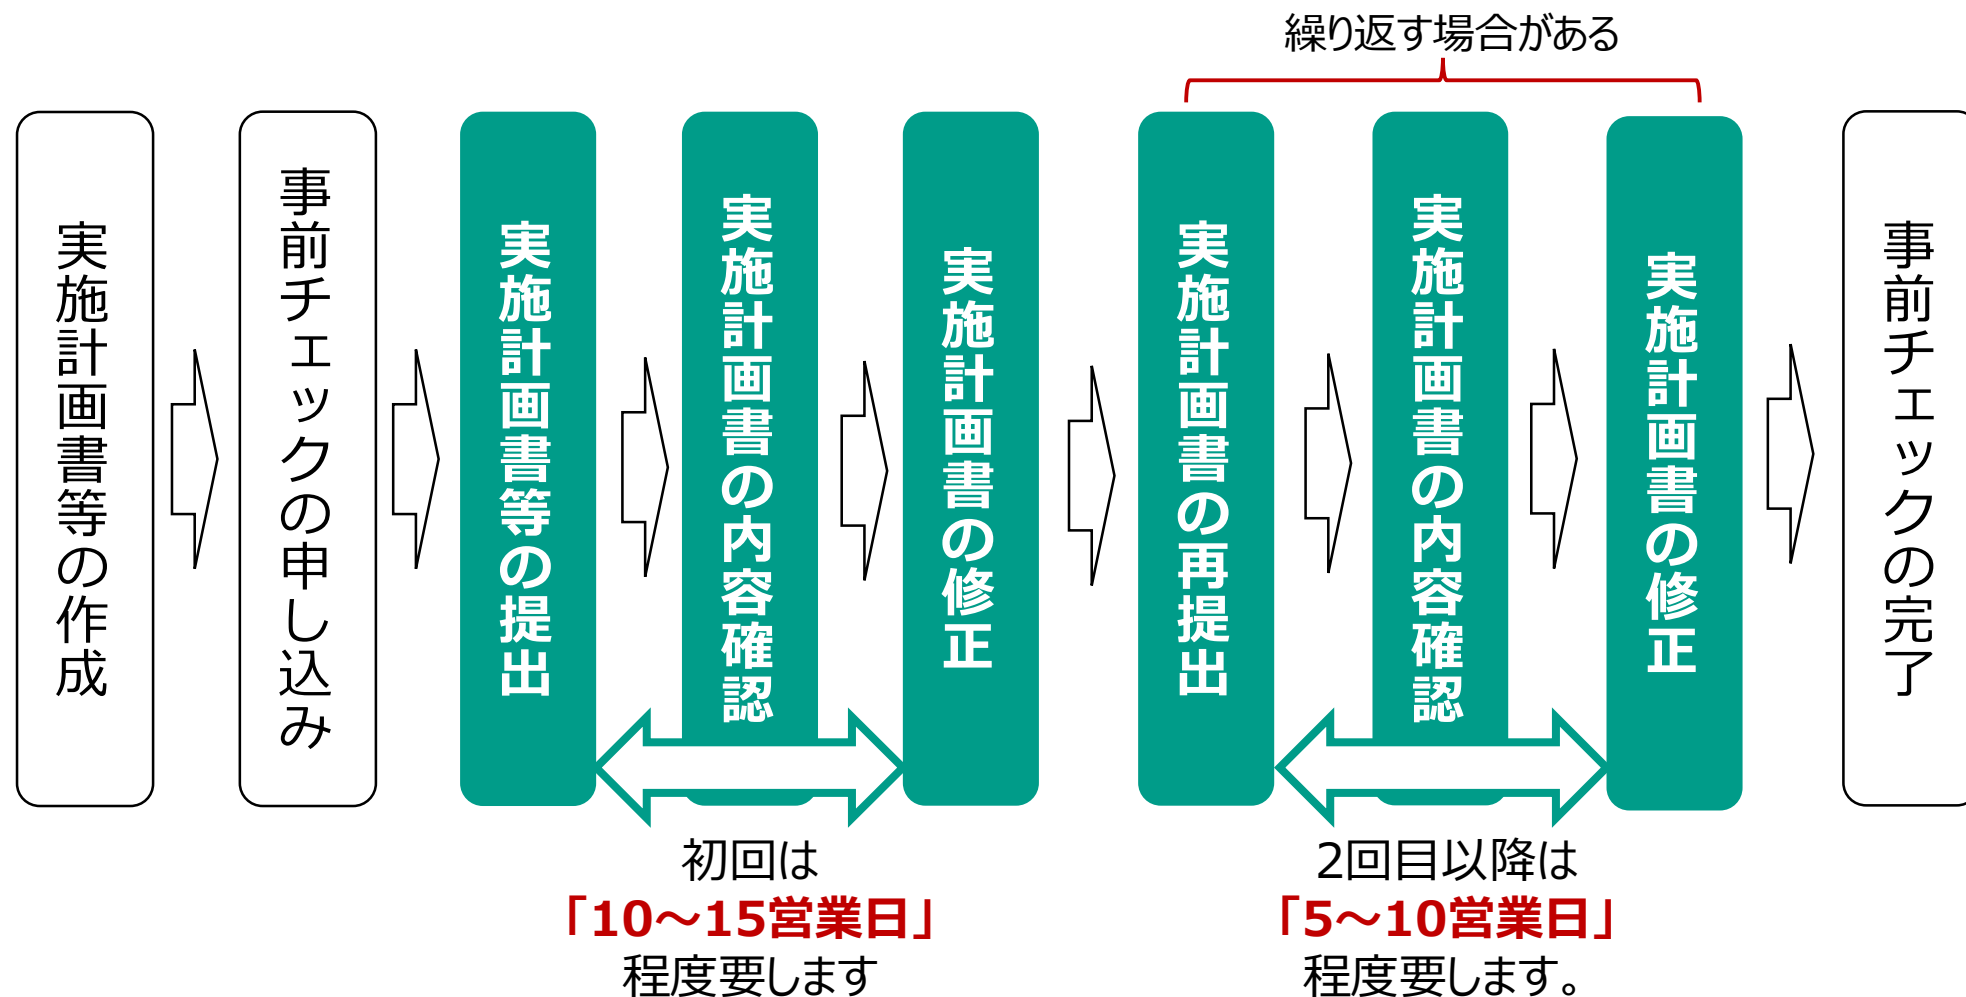 繰り返す場合がある
実施計画書等の作成
事前チェックの申し込み
実施計画書等の提出
実施計画書の内容確認
実施計画書の修正
実施計画書の再提出
実施計画書の内容確認
実施計画書の修正
事前チェックの完了
初回は
「10～15営業日」
程度要します
2回目以降は
「5～10営業日」
程度要します。